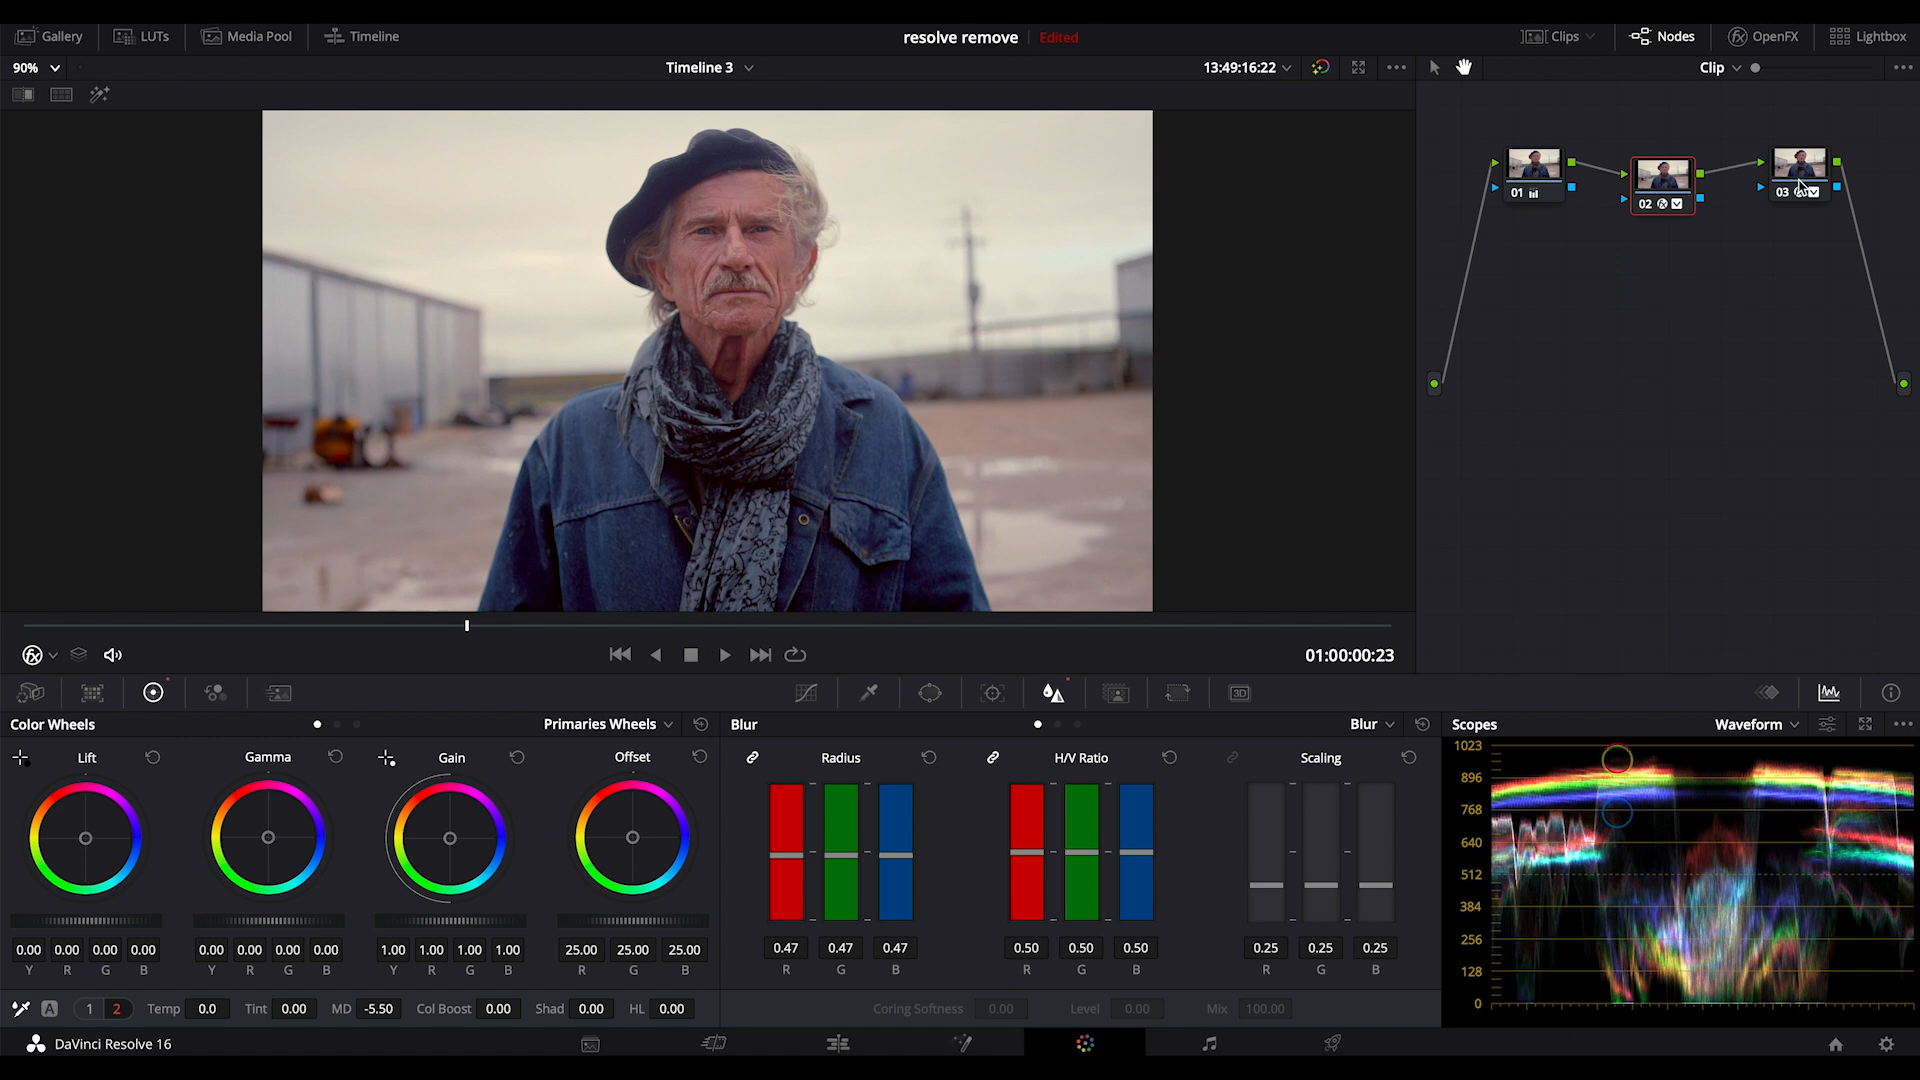 Gallery LUTs Media Pool Timeline resolve remove Edited Clips Nodes OpenFX Lightbox
90% Timeline 3 13:49:16:22 Clip
01 02 03
01:00:00:23
3D
Color Wheels Primaries Wheels Blur Blur Scopes Waveform
Lift Gamma Gain Offset Radius H/V Ratio Scaling
1023
896
768
640
512
384
256
128
0
0.00 0.00 0.00 0.00 0.00 0.00 0.00 0.00 1.00 1.00 1.00 1.00 25.00 25.00 25.00 0.47 0.47 0.47 0.50 0.50 0.50 0.25 0.25 0.25
Y R G B Y R G B Y R G B R G B R G B R G B R G B
A 1 2 Temp 0.0 Tint 0.00 MD -5.50 Col Boost 0.00 Shad 0.00 HL 0.00 Coring Softness 0.00 Level 0.00 Mix 100.00
DaVinci Resolve 16